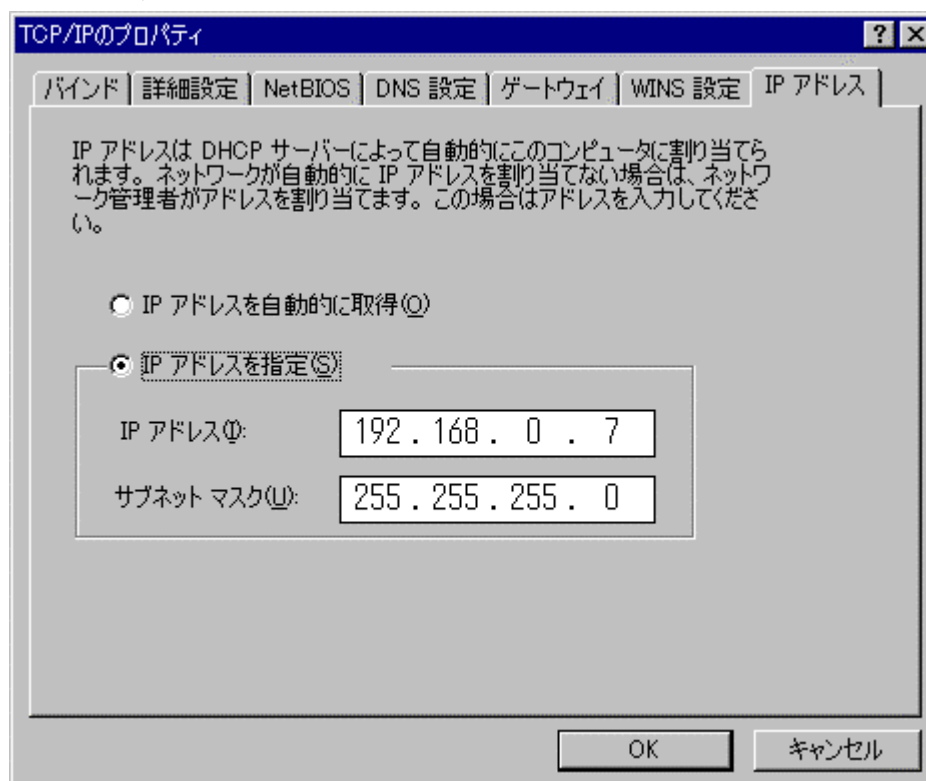 TCP/IPのプロパティ
バインド 詳細設定 NetBIOS DNS 設定 ゲートウェイ WINS 設定 IP アドレス
IP アドレスは DHCP サーバーによって自動的にこのコンピュータに割り当てら
れます。ネットワークが自動的に IP アドレスを割り当てない場合は、ネットワ
ーク管理者がアドレスを割り当てます。この場合はアドレスを入力してくださ
い。
IP アドレスを自動的に取得(O)
IP アドレスを指定(S)
IP アドレス(I): 192.168.0.7
サブネット マスク(U): 255.255.255.0
OK キャンセル